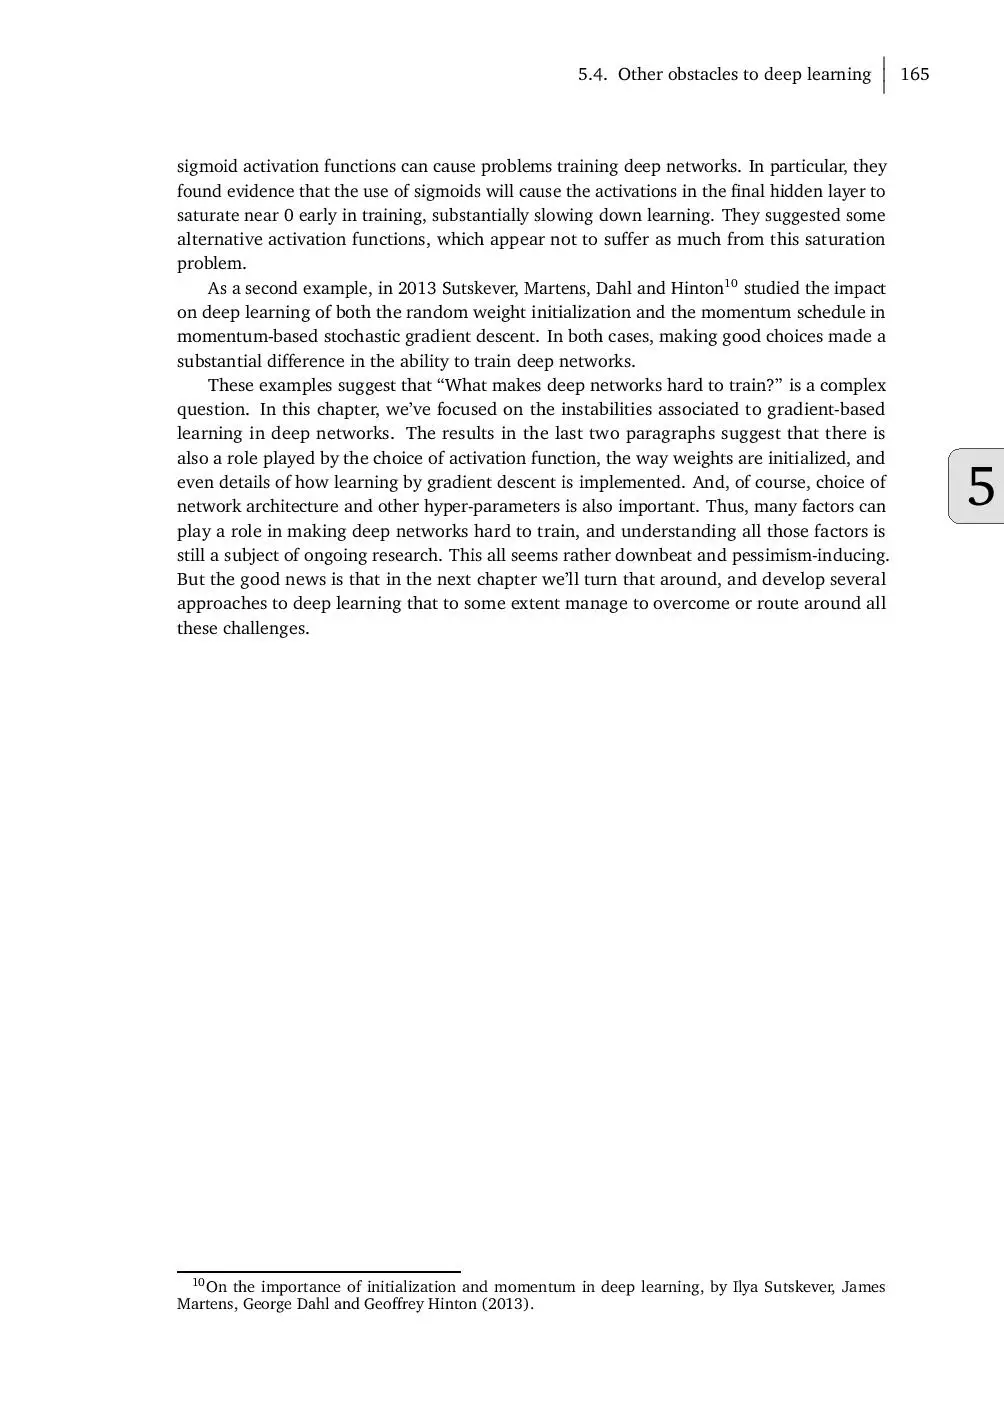 5.4. Other obstacles to deep learning 165
sigmoid activation functions can cause problems training deep networks. In particular, they
found evidence that the use of sigmoids will cause the activations in the final hidden layer to
saturate near 0 early in training, substantially slowing down learning. They suggested some
alternative activation functions, which appear not to suffer as much from this saturation
problem.
As a second example, in 2013 Sutskever, Martens, Dahl and Hinton10 studied the impact
on deep learning of both the random weight initialization and the momentum schedule in
momentum-based stochastic gradient descent. In both cases, making good choices made a
substantial difference in the ability to train deep networks.
These examples suggest that “What makes deep networks hard to train?” is a complex
question. In this chapter, we’ve focused on the instabilities associated to gradient-based
learning in deep networks. The results in the last two paragraphs suggest that there is
also a role played by the choice of activation function, the way weights are initialized, and
even details of how learning by gradient descent is implemented. And, of course, choice of
network architecture and other hyper-parameters is also important. Thus, many factors can
play a role in making deep networks hard to train, and understanding all those factors is
still a subject of ongoing research. This all seems rather downbeat and pessimism-inducing.
But the good news is that in the next chapter we’ll turn that around, and develop several
approaches to deep learning that to some extent manage to overcome or route around all
these challenges.
5
10On the importance of initialization and momentum in deep learning, by Ilya Sutskever, James
Martens, George Dahl and Geoffrey Hinton (2013).